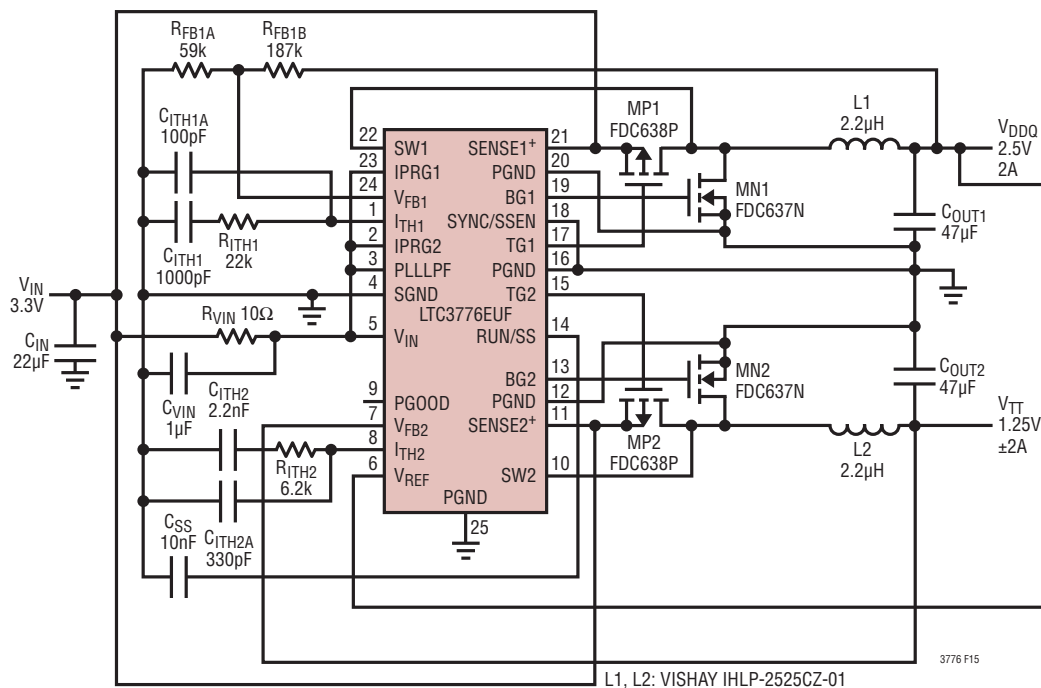 RFB1A
59k
RFB1B
187k
CITH1A
100pF
CITH1
1000pF
RITH1
22k
VIN
3.3V
CIN
22µF
RVIN 10Ω
CVIN
1µF
CITH2
2.2nF
RITH2
6.2k
CITH2A
330pF
CSS
10nF
22
23
24
1
2
3
4
5
9
7
8
6
SW1
IPRG1
VFB1
ITH1
IPRG2
PLLLPF
SGND
VIN
PGOOD
VFB2
ITH2
VREF
LTC3776EUF
SENSE1+
PGND
BG1
SYNC/SSEN
TG1
PGND
TG2
RUN/SS
BG2
PGND
SENSE2+
SW2
PGND
25
21
20
19
18
17
16
15
14
13
12
11
10
MP1
FDC638P
MN1
FDC637N
MN2
FDC637N
MP2
FDC638P
L1
2.2µH
VDDQ
2.5V
2A
COUT1
47µF
COUT2
47µF
VTT
1.25V
±2A
L2
2.2µH
3776 F15
L1, L2: VISHAY IHLP-2525CZ-01